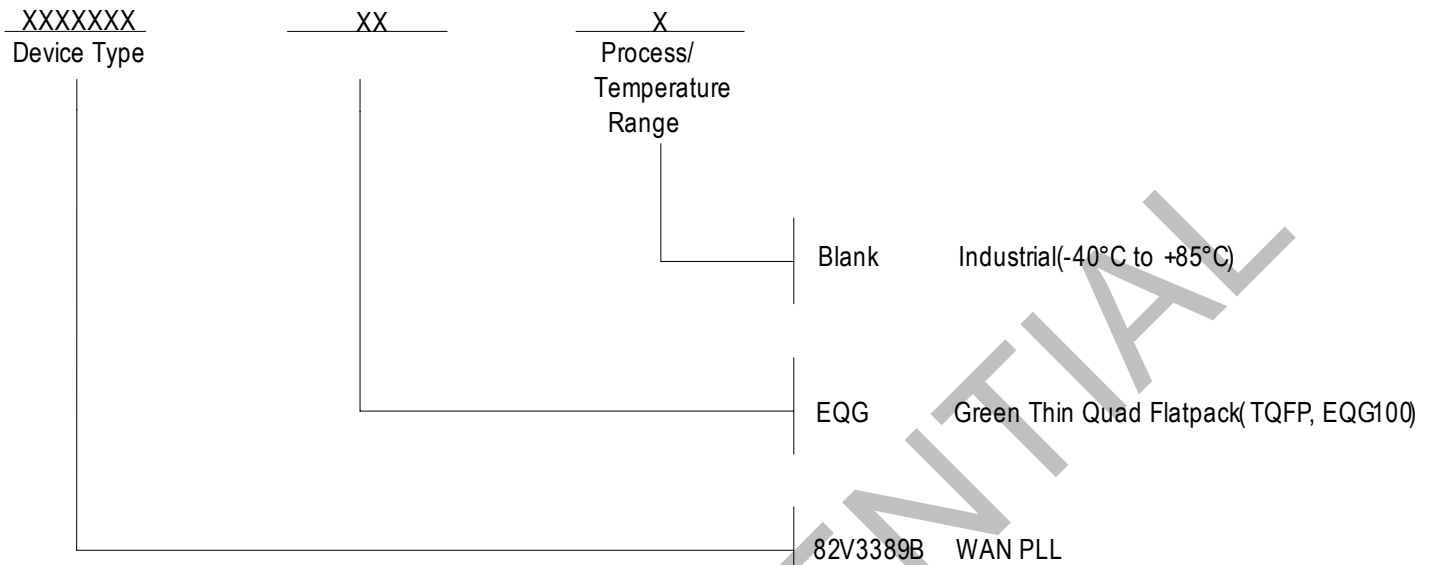 XXXXXXX XX X
Device Type Process/
Temperature
Range
Blank Industrial(-40°C to +85°C)
EQG Green Thin Quad Flatpack( TQFP, EQG100)
82V3389B WAN PLL
ENTIAL